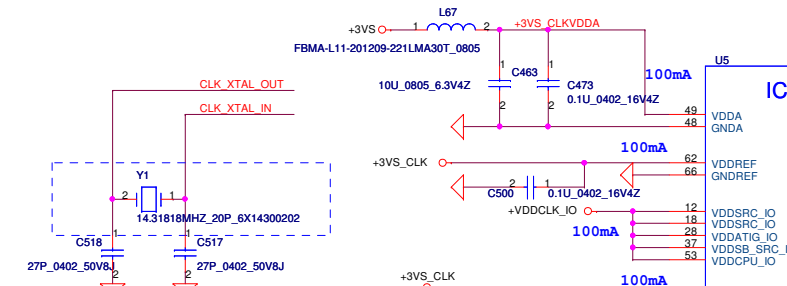 L67
+3VS
1
2
+3VS_CLKVDDA
FBMA-L11-201209-221LMA30T_0805
U5
IC
CLK_XTAL_OUT
CLK_XTAL_IN
1
C463
10U_0805_6.3V4Z
2
1
C473
0.1U_0402_16V4Z
2
100mA
49
VDDA
48
GNDA
100mA
+3VS_CLK
62
VDDREF
66
GNDREF
2
1
C500
0.1U_0402_16V4Z
Y1
2
1
14.31818MHZ_20P_6X14300202
+VDDCLK_IO
100mA
12
VDDSRC_IO
18
VDDSRC_IO
28
VDDATIG_IO
37
VDDSB_SRC_I
53
VDDCPU_IO
1
C518
27P_0402_50V8J
2
1
C517
27P_0402_50V8J
2
+3VS_CLK
100mA